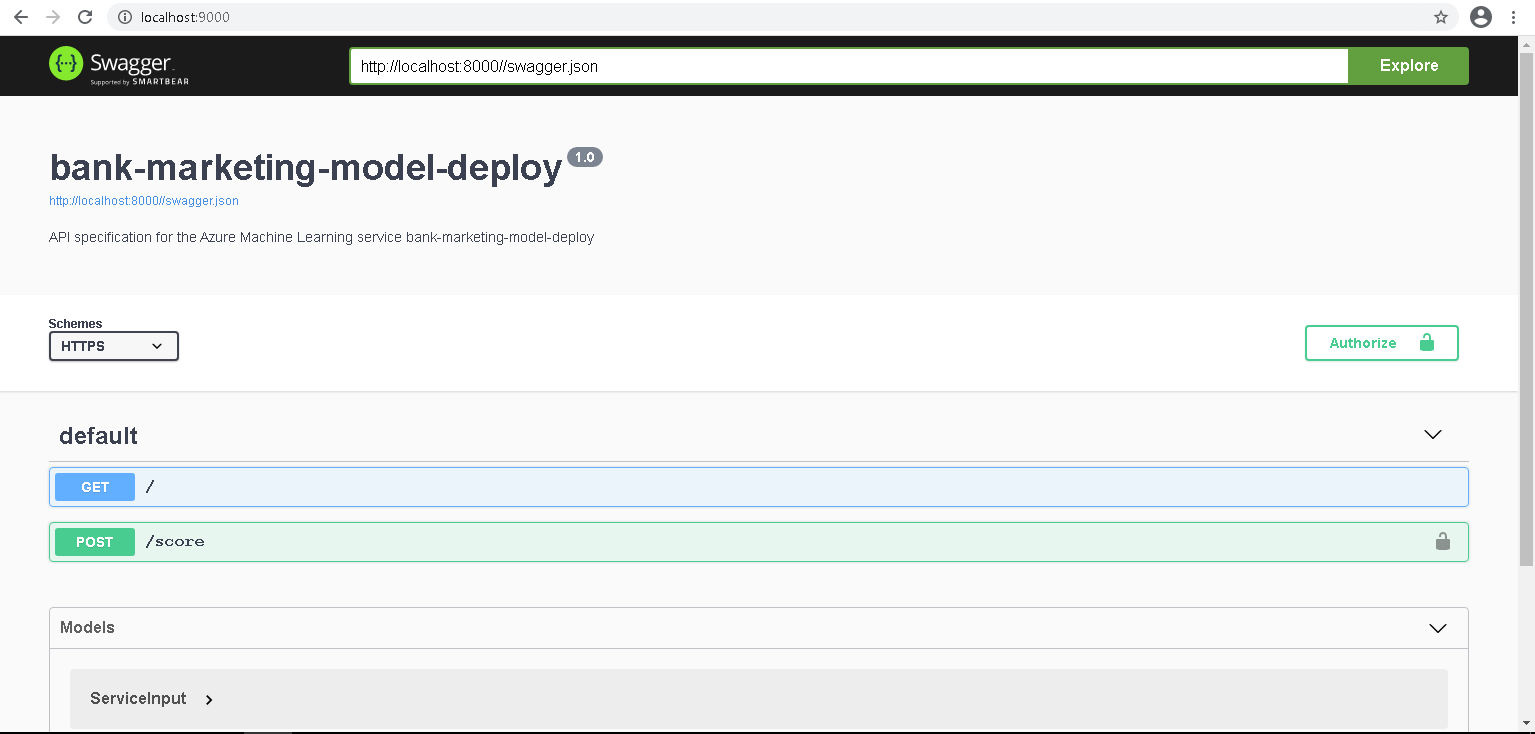 localhost:9000
Swagger
Supported by SMARTBEAR
http://localhost:8000//swagger.json
Explore
bank-marketing-model-deploy 1.0
http://localhost:8000//swagger.json
API specification for the Azure Machine Learning service bank-marketing-model-deploy
Schemes
HTTPS
Authorize
default
GET /
POST /score
Models
ServiceInput